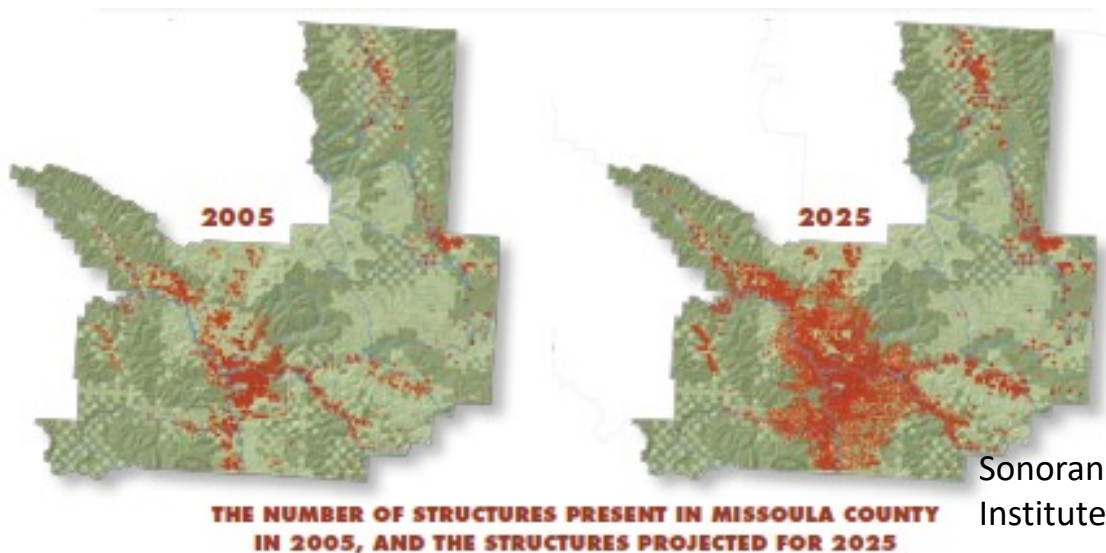 2005
2025
Sonoran
Institute
THE NUMBER OF STRUCTURES PRESENT IN MISSOULA COUNTY
IN 2005, AND THE STRUCTURES PROJECTED FOR 2025